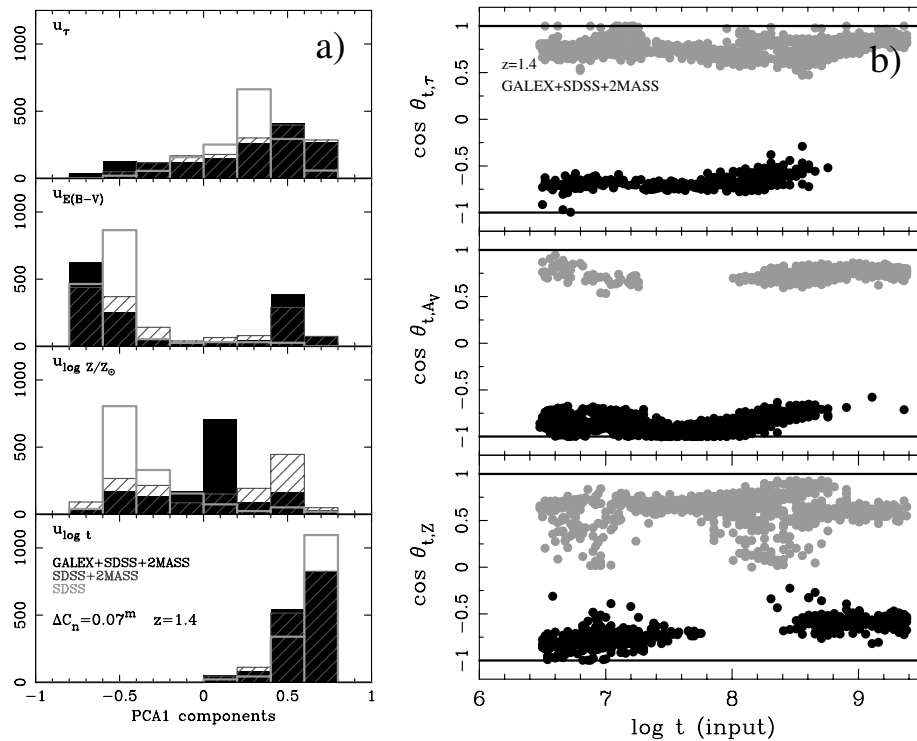 a)
u_τ
0 500 1000
u_E(B−V)
0 500 1000
u_log Z/Z⊙
0 500 1000
u_log t
GALEX+SDSS+2MASS
SDSS+2MASS
SDSS
ΔC_n=0.07^m z=1.4
0 500 1000
−1 −0.5 0 0.5 1
PCA1 components
b)
z=1.4
GALEX+SDSS+2MASS
cos θ_t,τ
−1 −0.5 0 0.5 1
cos θ_t,A_V
−1 −0.5 0 0.5 1
cos θ_t,Z
−1 −0.5 0 0.5 1
6 7 8 9
log t (input)